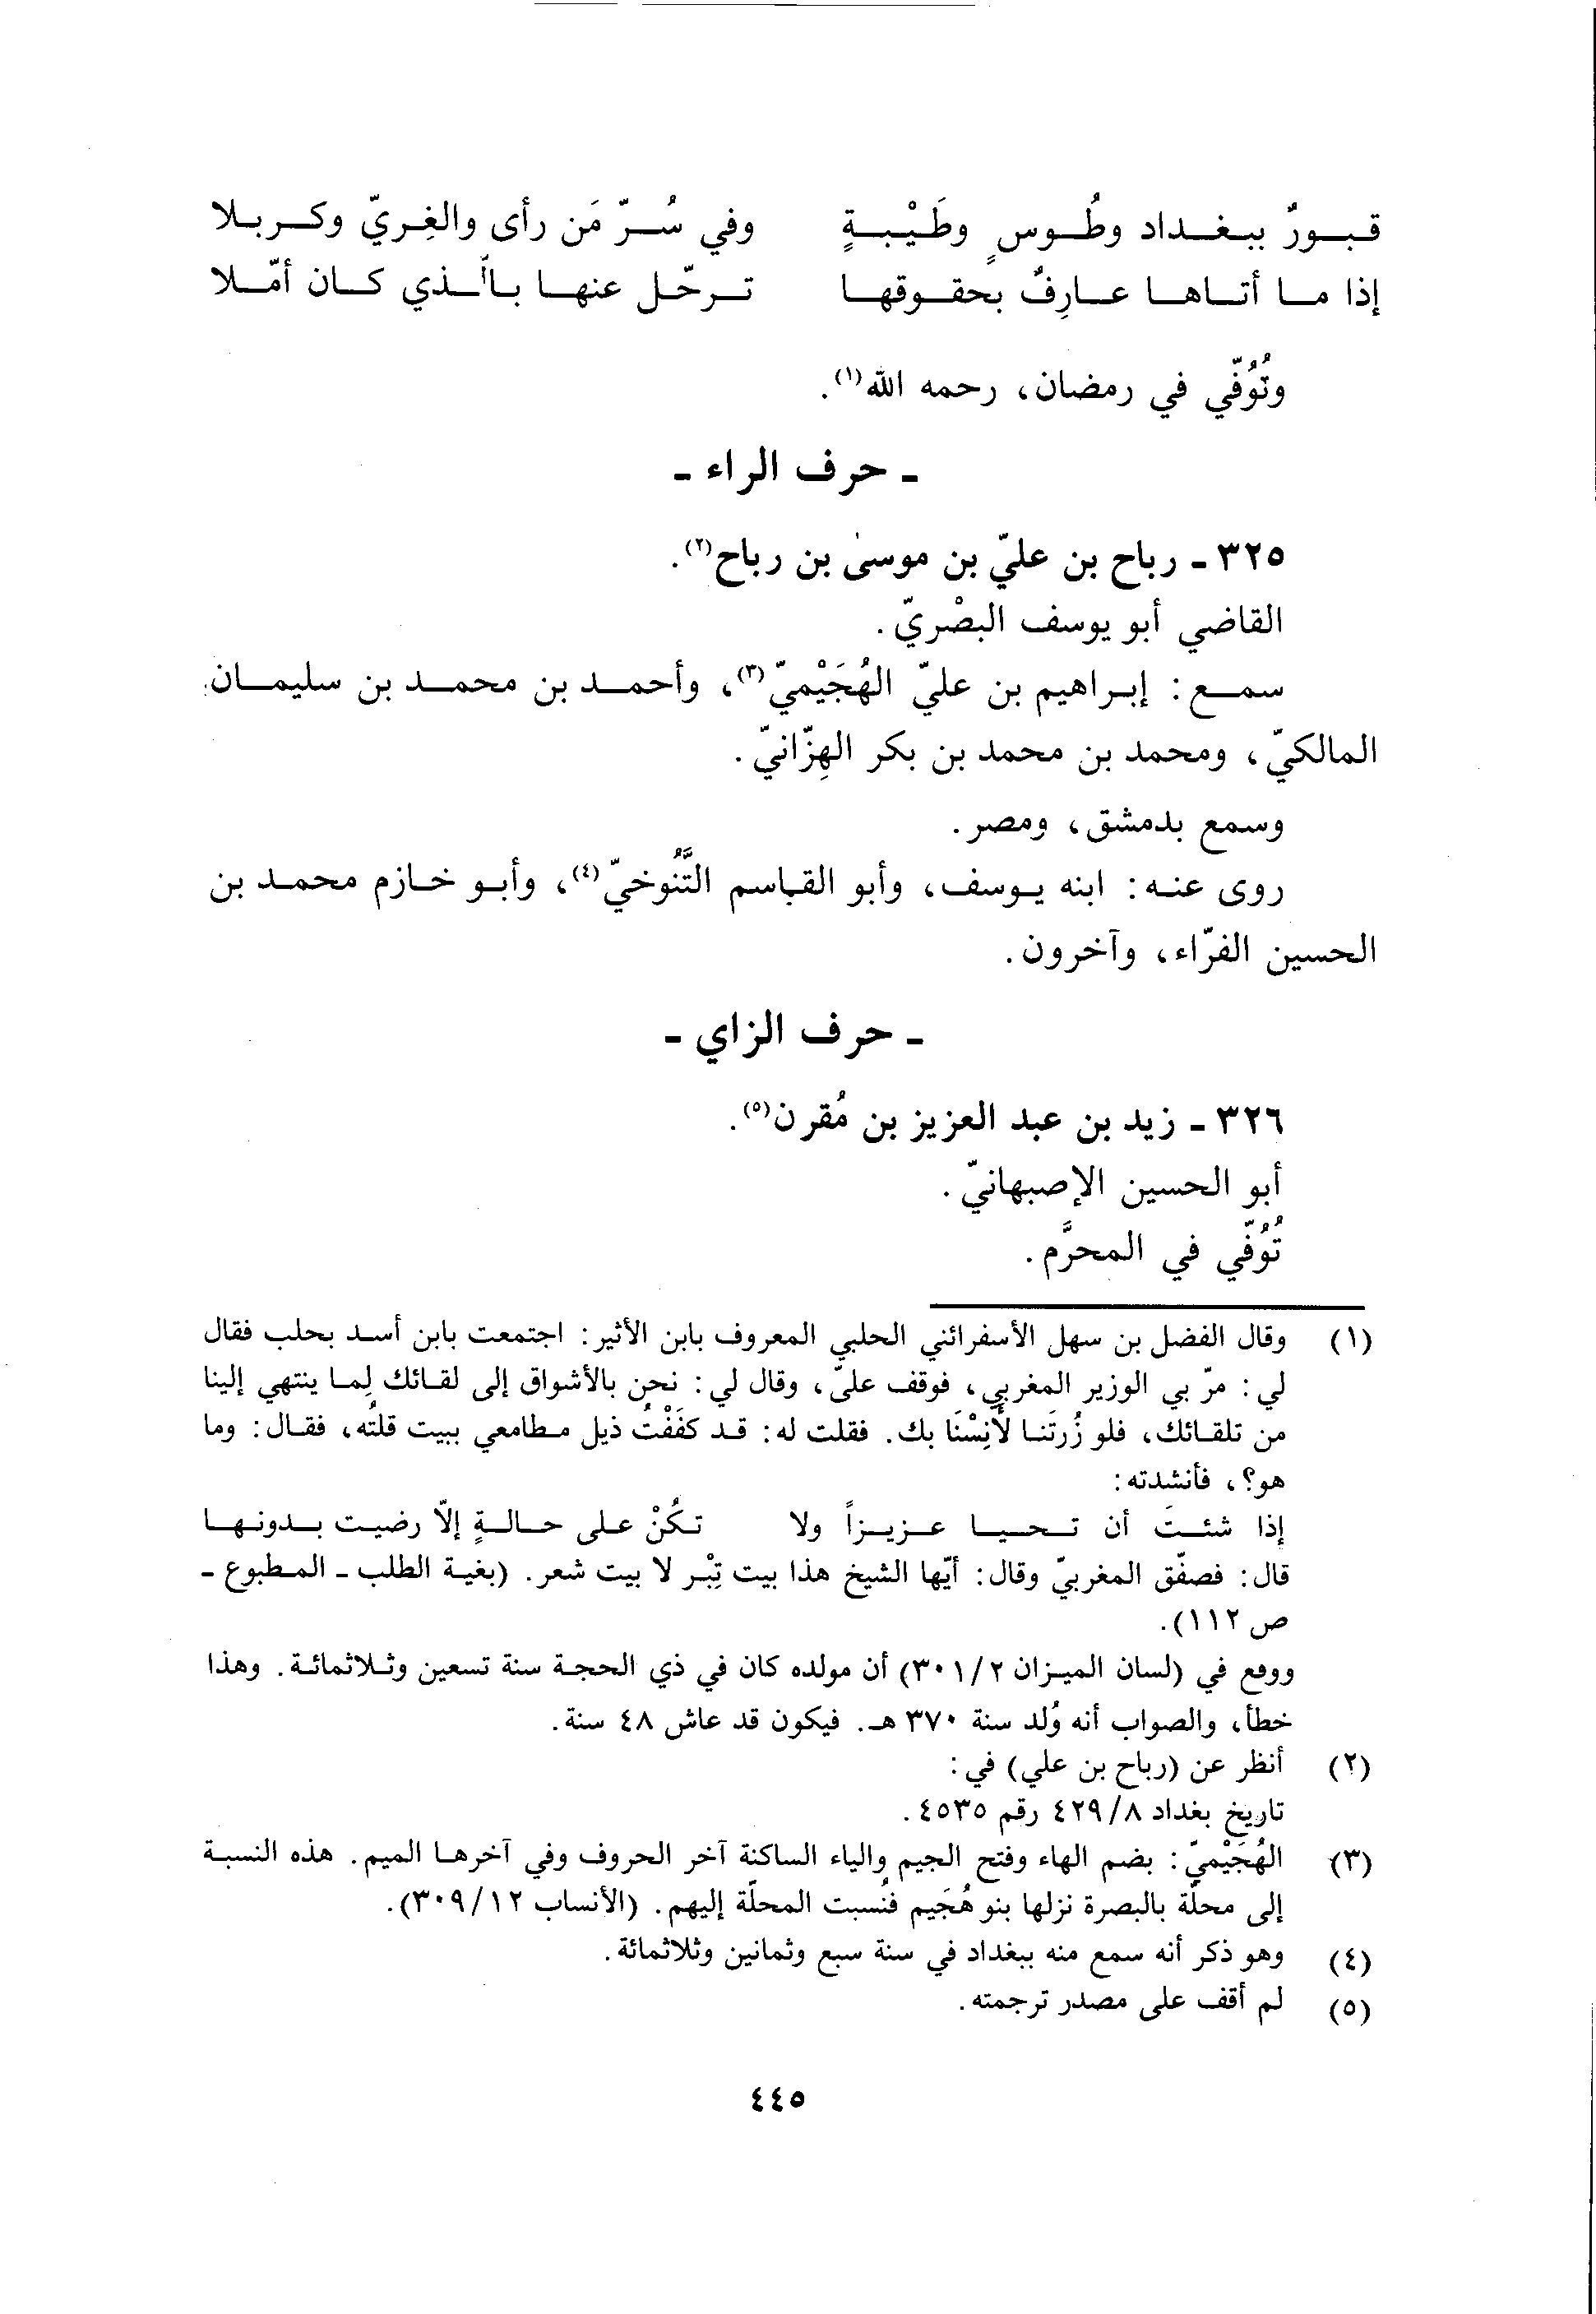 قبورٌ ببغداد وطُوسٍ وطَيْبةٍ وفي سُرّ مَن رأى والغِريّ وكربلا
إذا ما أتاها عارِفٌ بحقوقها ترحّل عنها بالّذي كان أمّلا
وتُوُفّي في رمضان، رحمه الله(١).
- حرف الراء -
٣٢٥ - رباح بن عليّ بن موسى بن رباح(٢).
القاضي أبو يوسف البصْريّ.
سمع: إبراهيم بن عليّ الهُجَيْميّ(٣)، وأحمد بن محمد بن سليمان
المالكيّ، ومحمد بن محمد بن بكر الهِزّانيّ.
وسمع بدمشق، ومصر.
روى عنه: ابنه يوسف، وأبو القاسم التَّنُوخيّ(٤)، وأبو خازم محمد بن
الحسين الفرّاء، وآخرون.
- حرف الزاي -
٣٢٦ - زيد بن عبد العزيز بن مُقرن(٥).
أبو الحسين الإصبهانيّ.
تُوُفّي في المحرَّم.
(١) وقال الفضل بن سهل الأسفرائني الحلبي المعروف بابن الأثير: اجتمعت بابن أسد بحلب فقال
لي: مرّ بي الوزير المغربي، فوقف عليّ، وقال لي: نحن بالأشواق إلى لقائك لِما ينتهي إلينا
من تلقائك، فلو زُرتَنا لأَنِسْنَا بك. فقلت له: قد كفَفْتُ ذيل مطامعي ببيت قلتُه، فقال: وما
هو؟، فأنشدته:
إذا شئتَ أن تحيا عزيزاً ولا تكُنْ على حالةٍ إلاّ رضيت بدونها
قال: فصفّق المغربيّ وقال: أيّها الشيخ هذا بيت تِبْر لا بيت شعر. (بغية الطلب - المطبوع -
ص ١١٢).
ووقع في (لسان الميزان ٣٠١/٢) أن مولده كان في ذي الحجة سنة تسعين وثلاثمائة. وهذا
خطأ، والصواب أنه وُلد سنة ٣٧٠ هـ. فيكون قد عاش ٤٨ سنة.
(٢) أنظر عن (رباح بن علي) في:
تاريخ بغداد ٤٢٩/٨ رقم ٤٥٣٥.
(٣) الهُجَيْميّ: بضم الهاء وفتح الجيم والياء الساكنة آخر الحروف وفي آخرها الميم. هذه النسبة
إلى محلّة بالبصرة نزلها بنو هُجَيم فنُسبت المحلّة إليهم. (الأنساب ٣٠٩/١٢).
(٤) وهو ذكر أنه سمع منه ببغداد في سنة سبع وثمانين وثلاثمائة.
(٥) لم أقف على مصدر ترجمته.
٤٤٥